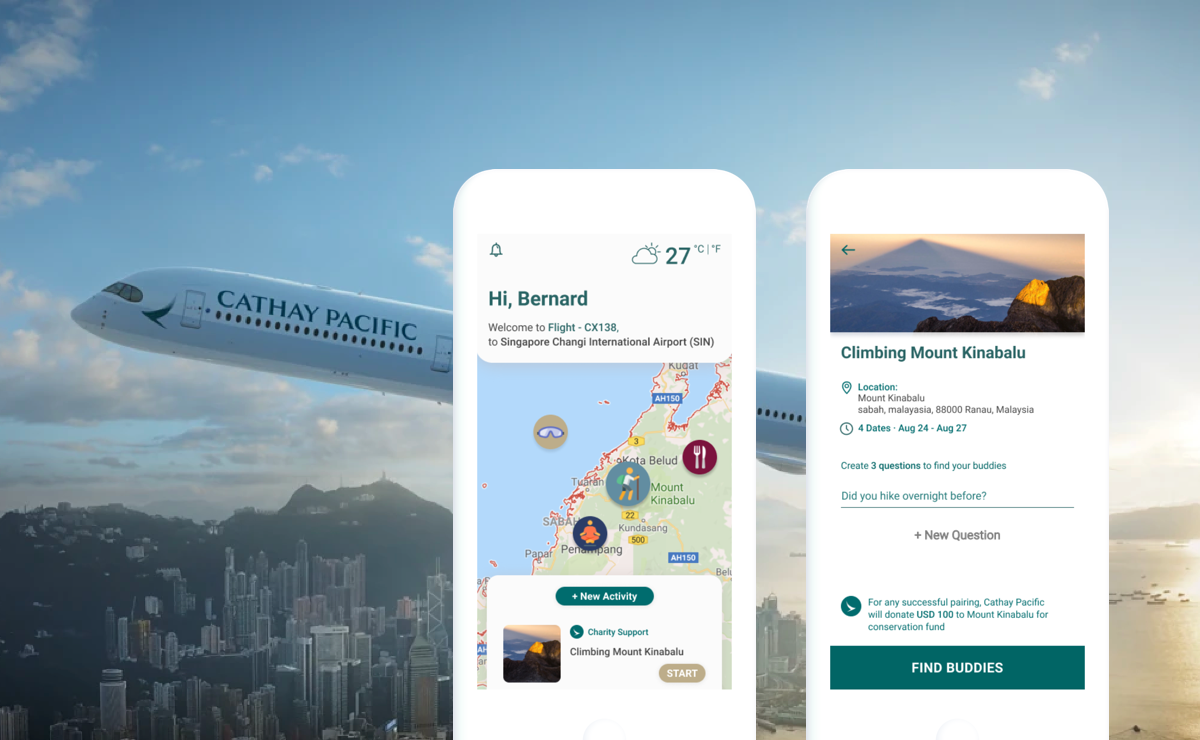 CATHAY PACIFIC
27 °C | °F
Hi, Bernard
Welcome to Flight - CX138,
to Singapore Changi International Airport (SIN)
Kudat
AH150
3
Kota Belud
Tuaran
Mount
Kinabalu
22
SABAH
Kundasang
500
Penampang
Papar
AH150
Belu
AH
+ New Activity
Charity Support
Climbing Mount Kinabalu
START
Climbing Mount Kinabalu
Location:
Mount Kinabalu
sabah, malayasia, 88000 Ranau, Malaysia
4 Dates · Aug 24 - Aug 27
Create 3 questions to find your buddies
Did you hike overnight before?
+ New Question
For any successful pairing, Cathay Pacific
will donate USD 100 to Mount Kinabalu for
conservation fund
FIND BUDDIES